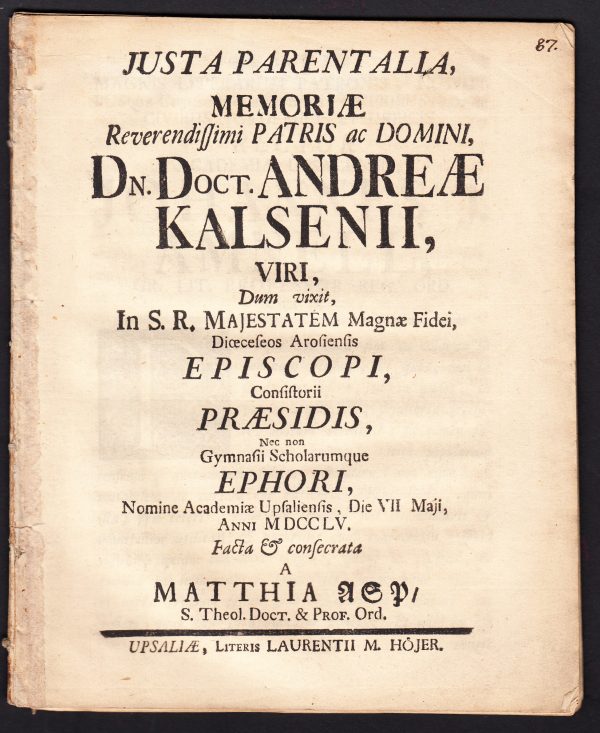 87.
JUSTA PARENTALIA,
MEMORIÆ
Reverendiſſimi PATRIS ac DOMINI,
DN. DOCT. ANDREÆ
KALSENII,
VIRI,
Dum vixit,
In S. R. MAJESTATEM Magnæ Fidei,
Diœceſeos Aroſienſis
EPISCOPI,
Conſiſtorii
PRÆSIDIS,
Nec non
Gymnaſii Scholarumque
EPHORI,
Nomine Academiæ Upſalienſis, Die VII Maji,
ANNI MDCCLV.
Facta & conſecrata
A
MATTHIA ASP/
S. Theol. DOCT. & PROF. Ord.
UPSALIÆ, LITERIS LAURENTII M. HÖJER.